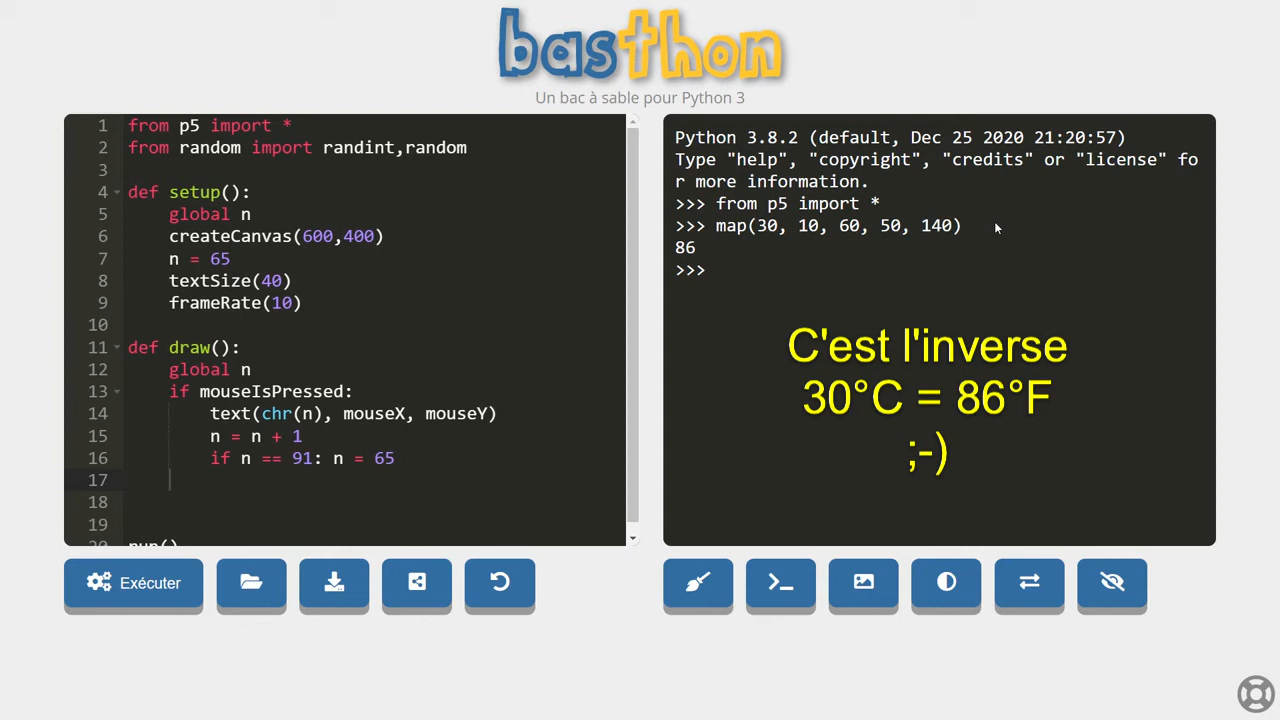 basthon
Un bac à sable pour Python 3
1 from p5 import *
2 from random import randint,random
3
4 def setup():
5 global n
6 createCanvas(600,400)
7 n = 65
8 textSize(40)
9 frameRate(10)
10
11 def draw():
12 global n
13 if mouseIsPressed:
14 text(chr(n), mouseX, mouseY)
15 n = n + 1
16 if n == 91: n = 65
17
18
19
20 run()
Python 3.8.2 (default, Dec 25 2020 21:20:57)
Type "help", "copyright", "credits" or "license" fo
r more information.
>>> from p5 import *
>>> map(30, 10, 60, 50, 140)
86
>>>
C'est l'inverse
30°C = 86°F
;-)
Exécuter